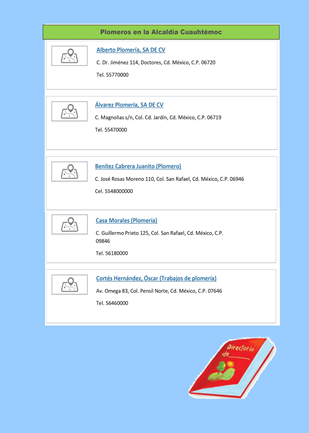 Plomeros en la Alcaldía Cuauhtémoc
Alberto Plomería, SA DE CV
C. Dr. Jiménez 114, Doctores, Cd. México, C.P. 06720
Tel. 55770000
Álvarez Plomería, SA DE CV
C. Magnolias s/n, Col. Cd. Jardín, Cd. México, C.P. 06719
Tel. 55470000
Benítez Cabrera Juanito (Plomero)
C. José Rosas Moreno 110, Col. San Rafael, Cd. México, C.P. 06946
Cel. 5548000000
Casa Morales (Plomería)
C. Guillermo Prieto 125, Col. San Rafael, Cd. México, C.P.
09846
Tel. 56180000
Cortés Hernández, Óscar (Trabajos de plomería)
Av. Omega 83, Col. Pensil Norte, Cd. México, C.P. 07646
Tel. 56460000
Directorio
de